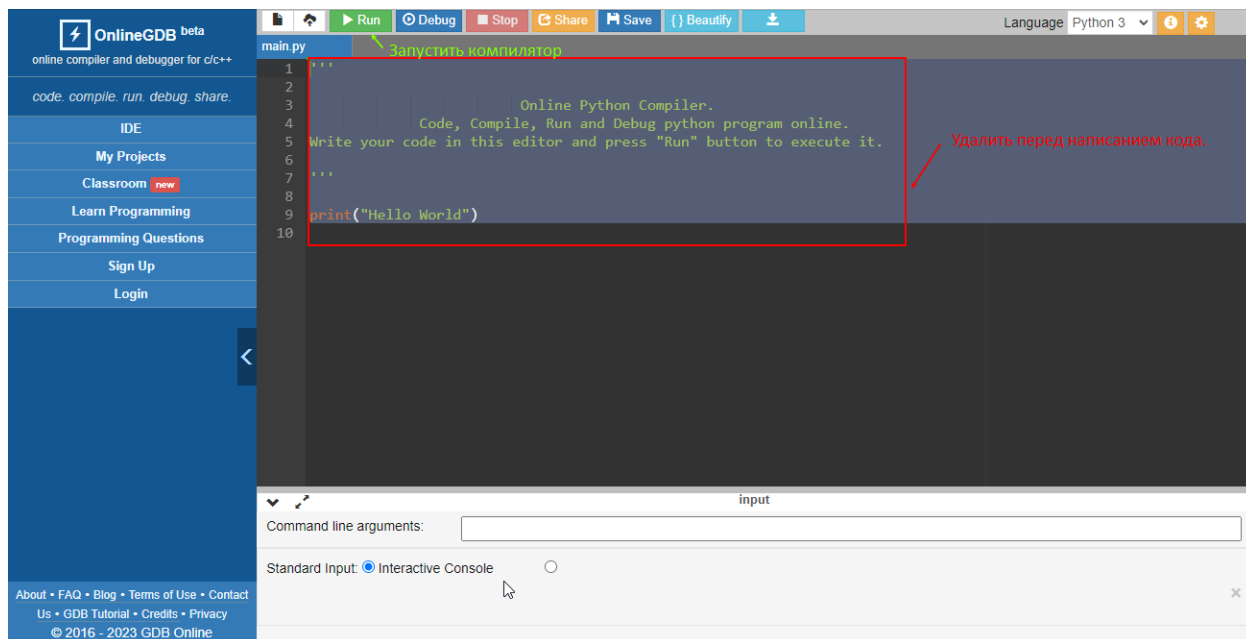 OnlineGDB beta
online compiler and debugger for c/c++
code. compile. run. debug. share.
IDE
My Projects
Classroom new
Learn Programming
Programming Questions
Sign Up
Login
About • FAQ • Blog • Terms of Use • Contact
Us • GDB Tutorial • Credits • Privacy
© 2016 - 2023 GDB Online
Run Debug Stop Share Save {} Beautify
Language Python 3
main.py
Запустить компилятор
1 '''
2
3 Online Python Compiler.
4 Code, Compile, Run and Debug python program online.
5 Write your code in this editor and press "Run" button to execute it.
6
7 '''
8
9 print("Hello World")
10
Удалить перед написанием кода.
input
Command line arguments:
Standard Input: Interactive Console